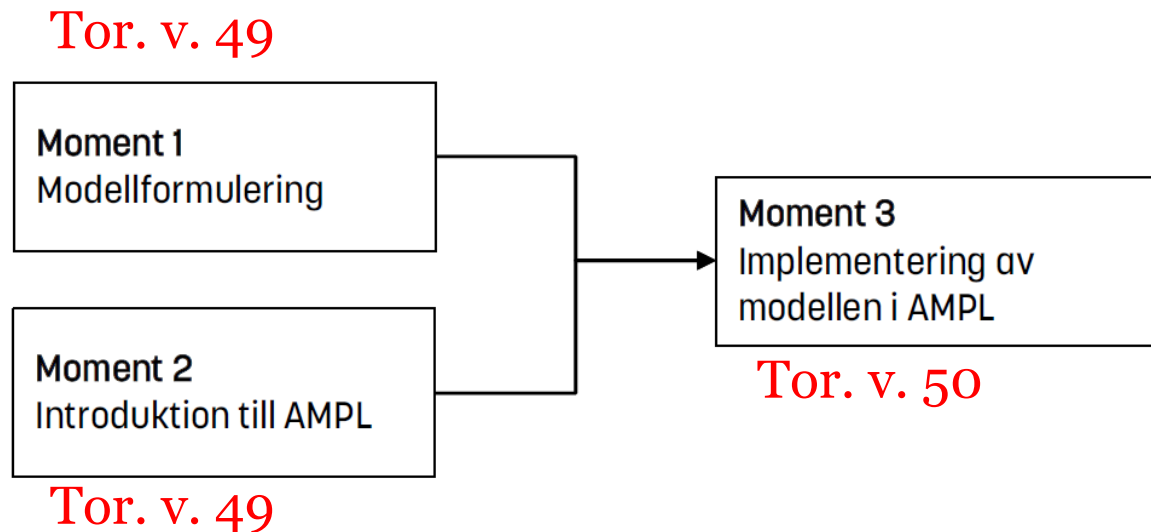 Tor. v. 49
Moment 1
Modellformulering
Moment 2
Introduktion till AMPL
Tor. v. 49
Moment 3
Implementering av
modellen i AMPL
Tor. v. 50